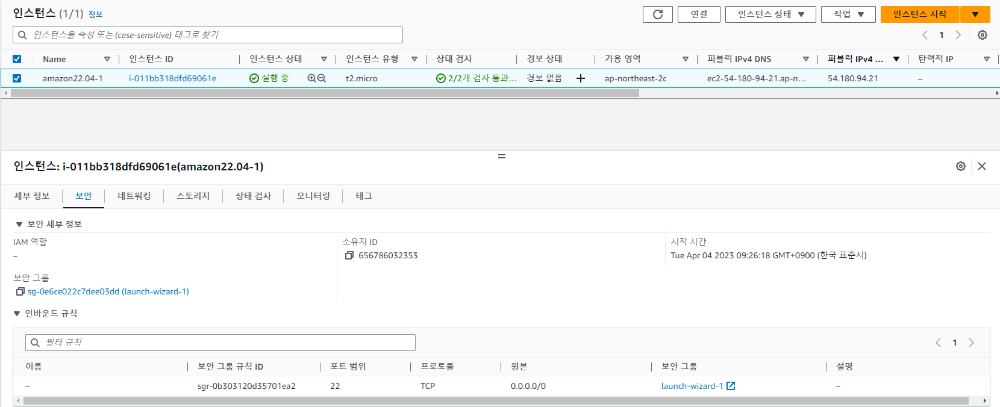 인스턴스 (1/1) 정보
연결 인스턴스 상태 작업 인스턴스 시작
인스턴스을 속성 또는 (case-sensitive) 태그로 찾기
1
Name 인스턴스 ID 인스턴스 상태 인스턴스 유형 상태 검사 경보 상태 가용 영역 퍼블릭 IPv4 DNS 퍼블릭 IPv4 ... 탄력적 IP
amazon22.04-1 i-011bb318dfd69061e 실행 중 t2.micro 2/2개 검사 통과... 경보 없음 + ap-northeast-2c ec2-54-180-94-21.ap-n... 54.180.94.21 –
인스턴스: i-011bb318dfd69061e(amazon22.04-1)
세부 정보 보안 네트워킹 스토리지 상태 검사 모니터링 태그
보안 세부 정보
IAM 역할 소유자 ID 시작 시간
– 656786032353 Tue Apr 04 2023 09:26:18 GMT+0900 (한국 표준시)
보안 그룹
sg-0e6ce022c7dee03dd (launch-wizard-1)
인바운드 규칙
필터 규칙
1
이름 보안 그룹 규칙 ID 포트 범위 프로토콜 원본 보안 그룹 설명
– sgr-0b303120d35701ea2 22 TCP 0.0.0.0/0 launch-wizard-1 –